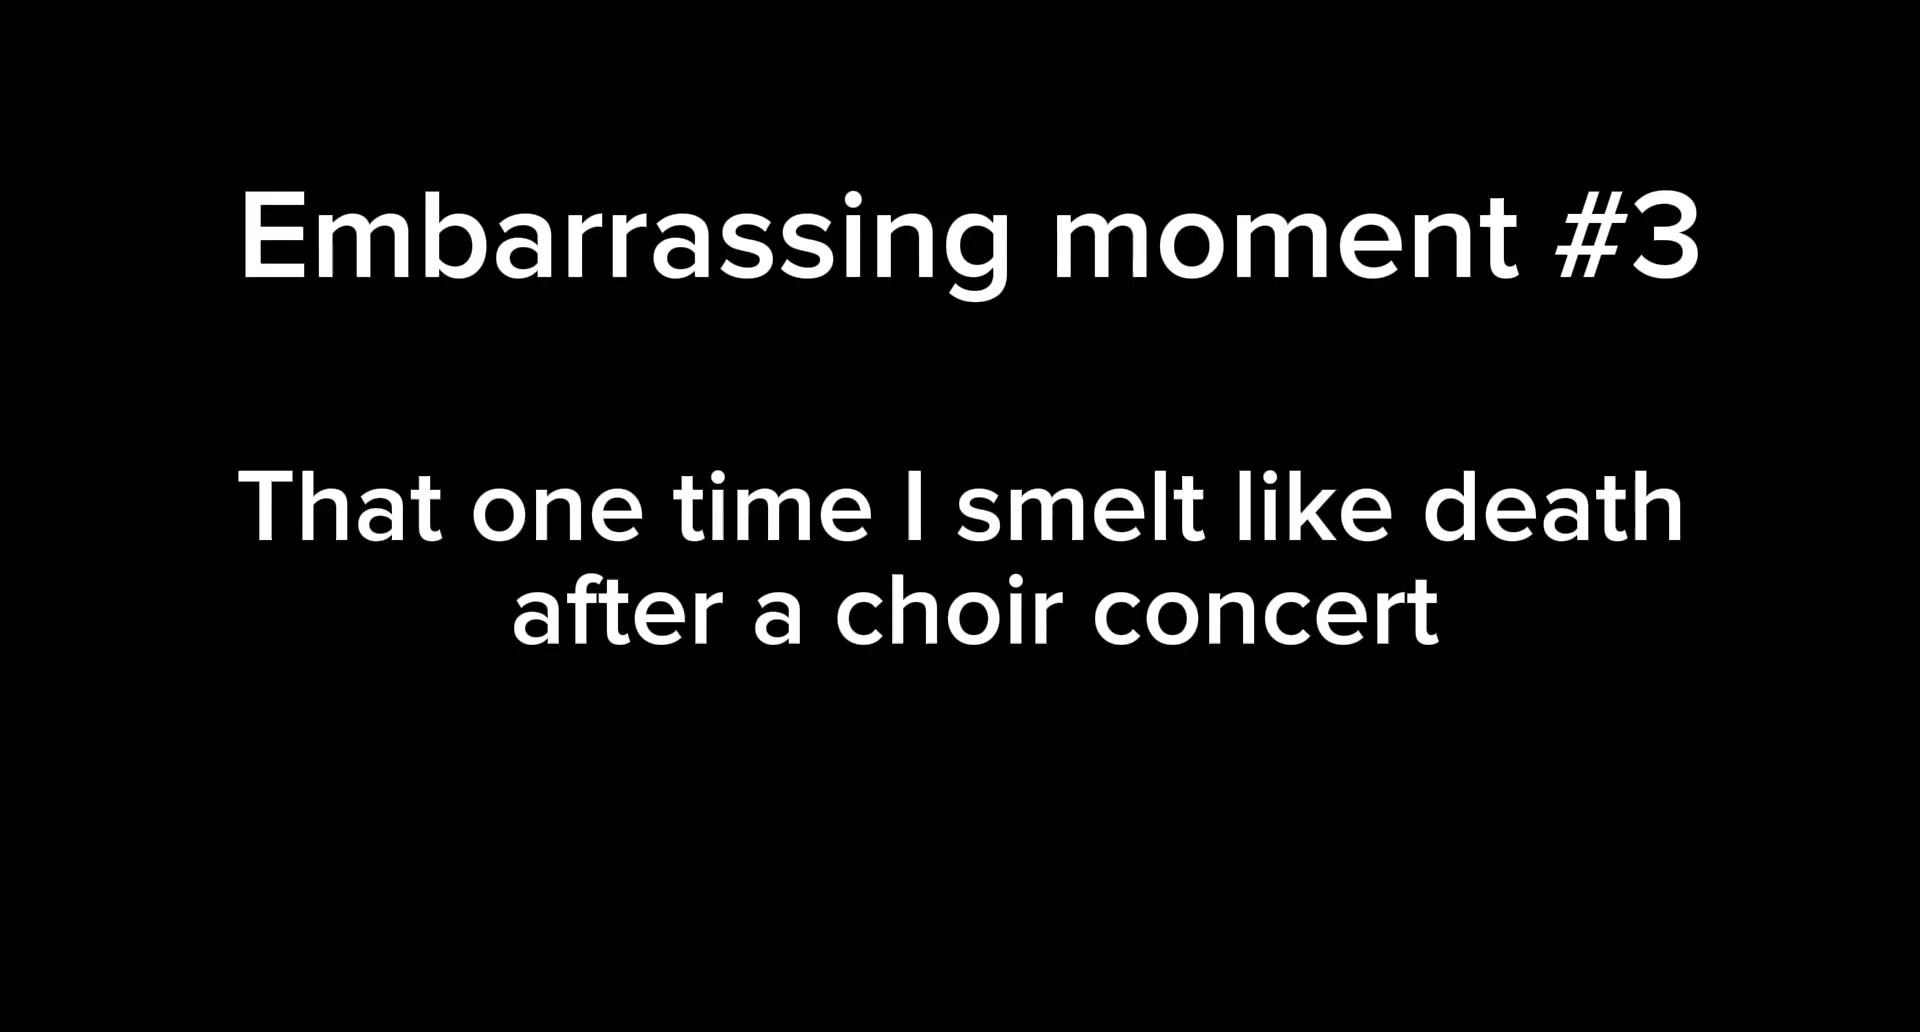 Embarrassing moment #3
That one time I smelt like death
after a choir concert